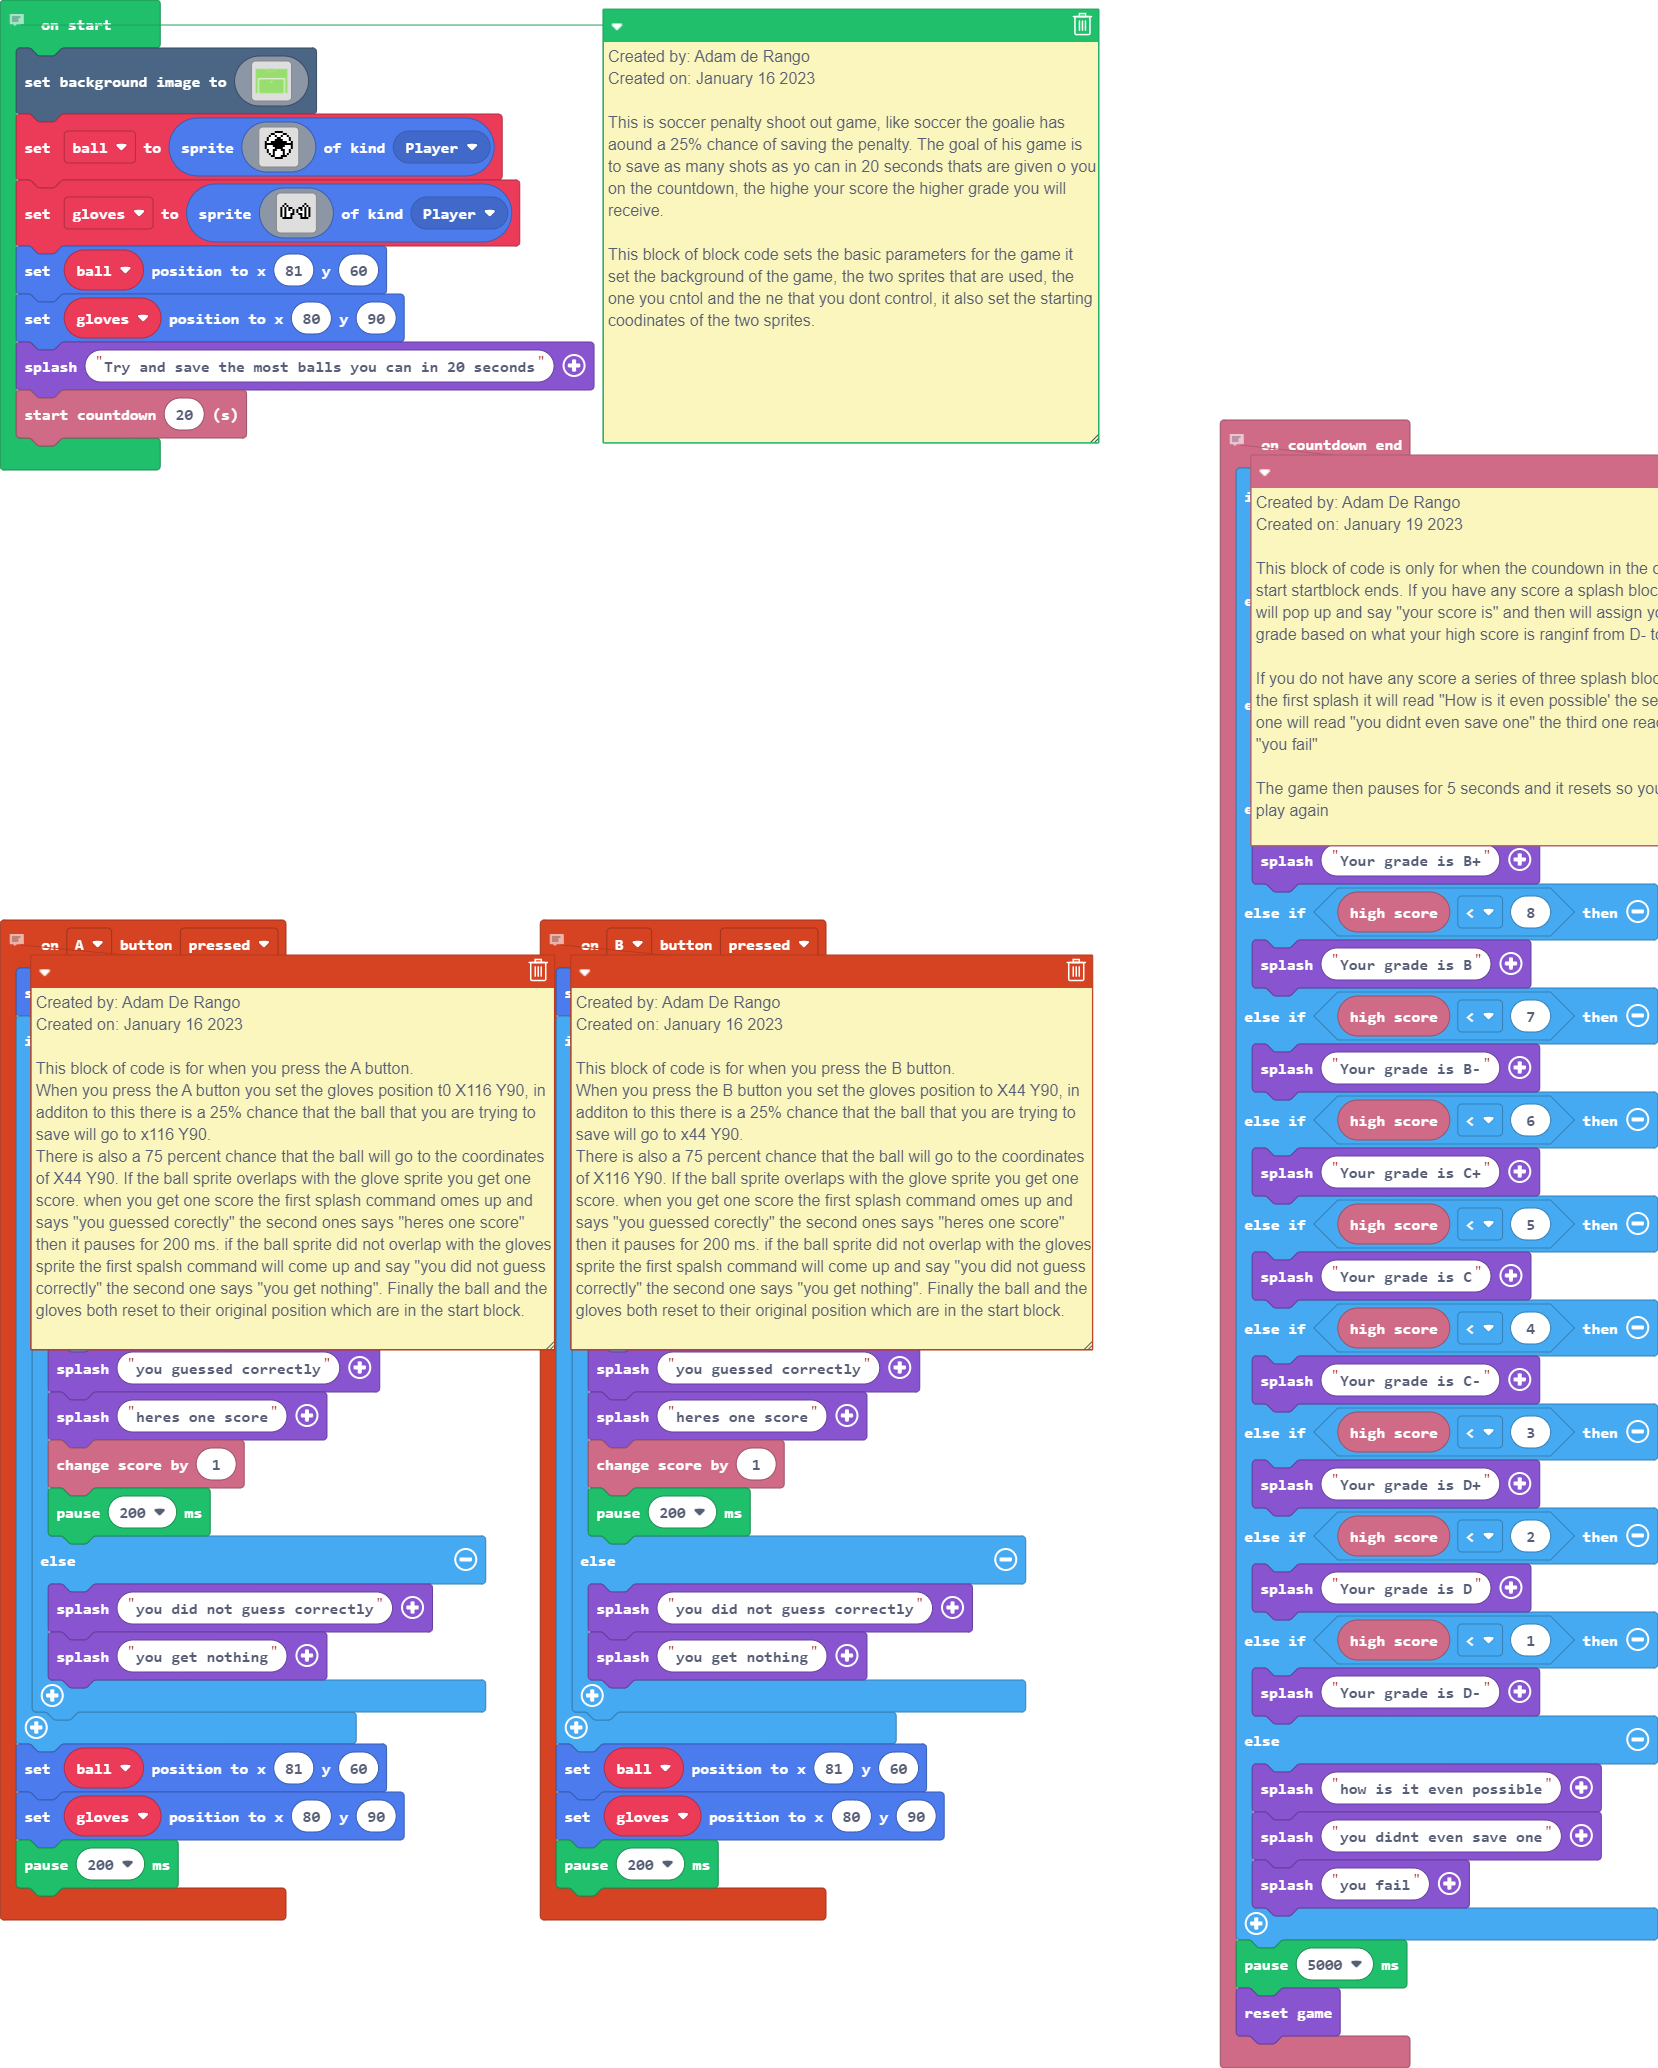 on start
set background image to
set ball to sprite of kind Player
set gloves to sprite of kind Player
set ball position to x 81 y 60
set gloves position to x 80 y 90
splash "Try and save the most balls you can in 20 seconds"
start countdown 20 (s)
Created by: Adam de Rango
Created on: January 16 2023
This is soccer penalty shoot out game, like soccer the goalie has
aound a 25% chance of saving the penalty. The goal of his game is
to save as many shots as yo can in 20 seconds thats are given o you
on the countdown, the highe your score the higher grade you will
receive.
This block of block code sets the basic parameters for the game it
set the background of the game, the two sprites that are used, the
one you cntol and the ne that you dont control, it also set the starting
coodinates of the two sprites.
on A button pressed
Created by: Adam De Rango
Created on: January 16 2023
This block of code is for when you press the A button.
When you press the A button you set the gloves position t0 X116 Y90, in
additon to this there is a 25% chance that the ball that you are trying to
save will go to x116 Y90.
There is also a 75 percent chance that the ball will go to the coordinates
of X44 Y90. If the ball sprite overlaps with the glove sprite you get one
score. when you get one score the first splash command omes up and
says "you guessed corectly" the second ones says "heres one score"
then it pauses for 200 ms. if the ball sprite did not overlap with the gloves
sprite the first spalsh command will come up and say "you did not guess
correctly" the second one says "you get nothing". Finally the ball and the
gloves both reset to their original position which are in the start block.
splash "you guessed correctly"
splash "heres one score"
change score by 1
pause 200 ms
else
splash "you did not guess correctly"
splash "you get nothing"
set ball position to x 81 y 60
set gloves position to x 80 y 90
pause 200 ms
on B button pressed
Created by: Adam De Rango
Created on: January 16 2023
This block of code is for when you press the B button.
When you press the B button you set the gloves position to X44 Y90, in
additon to this there is a 25% chance that the ball that you are trying to
save will go to x44 Y90.
There is also a 75 percent chance that the ball will go to the coordinates
of X116 Y90. If the ball sprite overlaps with the glove sprite you get one
score. when you get one score the first splash command omes up and
says "you guessed corectly" the second ones says "heres one score"
then it pauses for 200 ms. if the ball sprite did not overlap with the gloves
sprite the first spalsh command will come up and say "you did not guess
correctly" the second one says "you get nothing". Finally the ball and the
gloves both reset to their original position which are in the start block.
splash "you guessed correctly"
splash "heres one score"
change score by 1
pause 200 ms
else
splash "you did not guess correctly"
splash "you get nothing"
set ball position to x 81 y 60
set gloves position to x 80 y 90
pause 200 ms
on countdown end
Created by: Adam De Rango
Created on: January 19 2023
This block of code is only for when the coundown in the
start startblock ends. If you have any score a splash
will pop up and say "your score is" and then will assign
grade based on what your high score is ranginf from D-
If you do not have any score a series of three splash
the first splash it will read "How is it even possible' the
one will read "you didnt even save one" the third one
"you fail"
The game then pauses for 5 seconds and it resets so
play again
splash "Your grade is B+"
else if high score < 8 then
splash "Your grade is B"
else if high score < 7 then
splash "Your grade is B-"
else if high score < 6 then
splash "Your grade is C+"
else if high score < 5 then
splash "Your grade is C"
else if high score < 4 then
splash "Your grade is C-"
else if high score < 3 then
splash "Your grade is D+"
else if high score < 2 then
splash "Your grade is D"
else if high score < 1 then
splash "Your grade is D-"
else
splash "how is it even possible"
splash "you didnt even save one"
splash "you fail"
pause 5000 ms
reset game